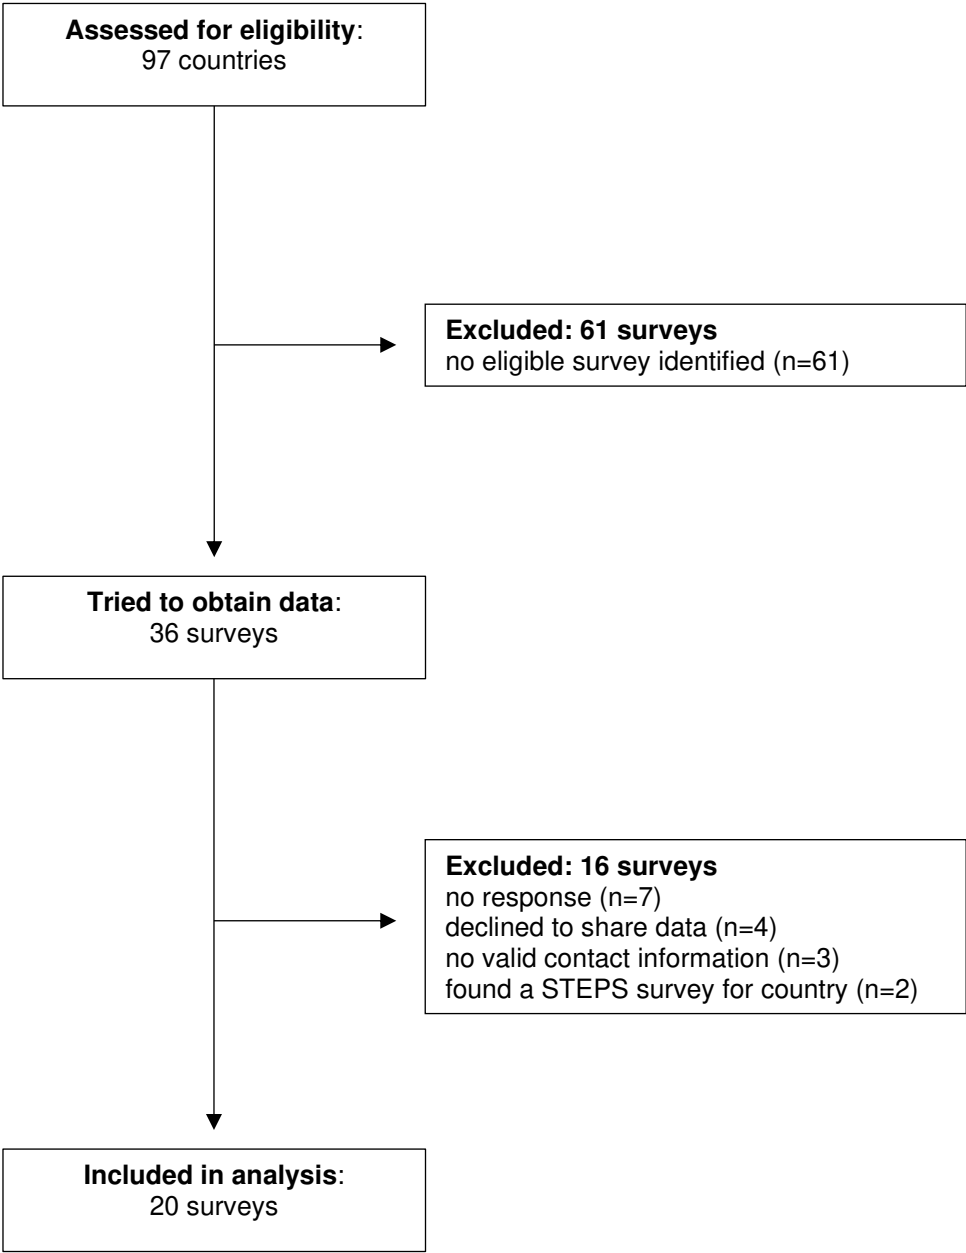 Assessed for eligibility:
97 countries
Excluded: 61 surveys
no eligible survey identified (n=61)
Tried to obtain data:
36 surveys
Excluded: 16 surveys
no response (n=7)
declined to share data (n=4)
no valid contact information (n=3)
found a STEPS survey for country (n=2)
Included in analysis:
20 surveys